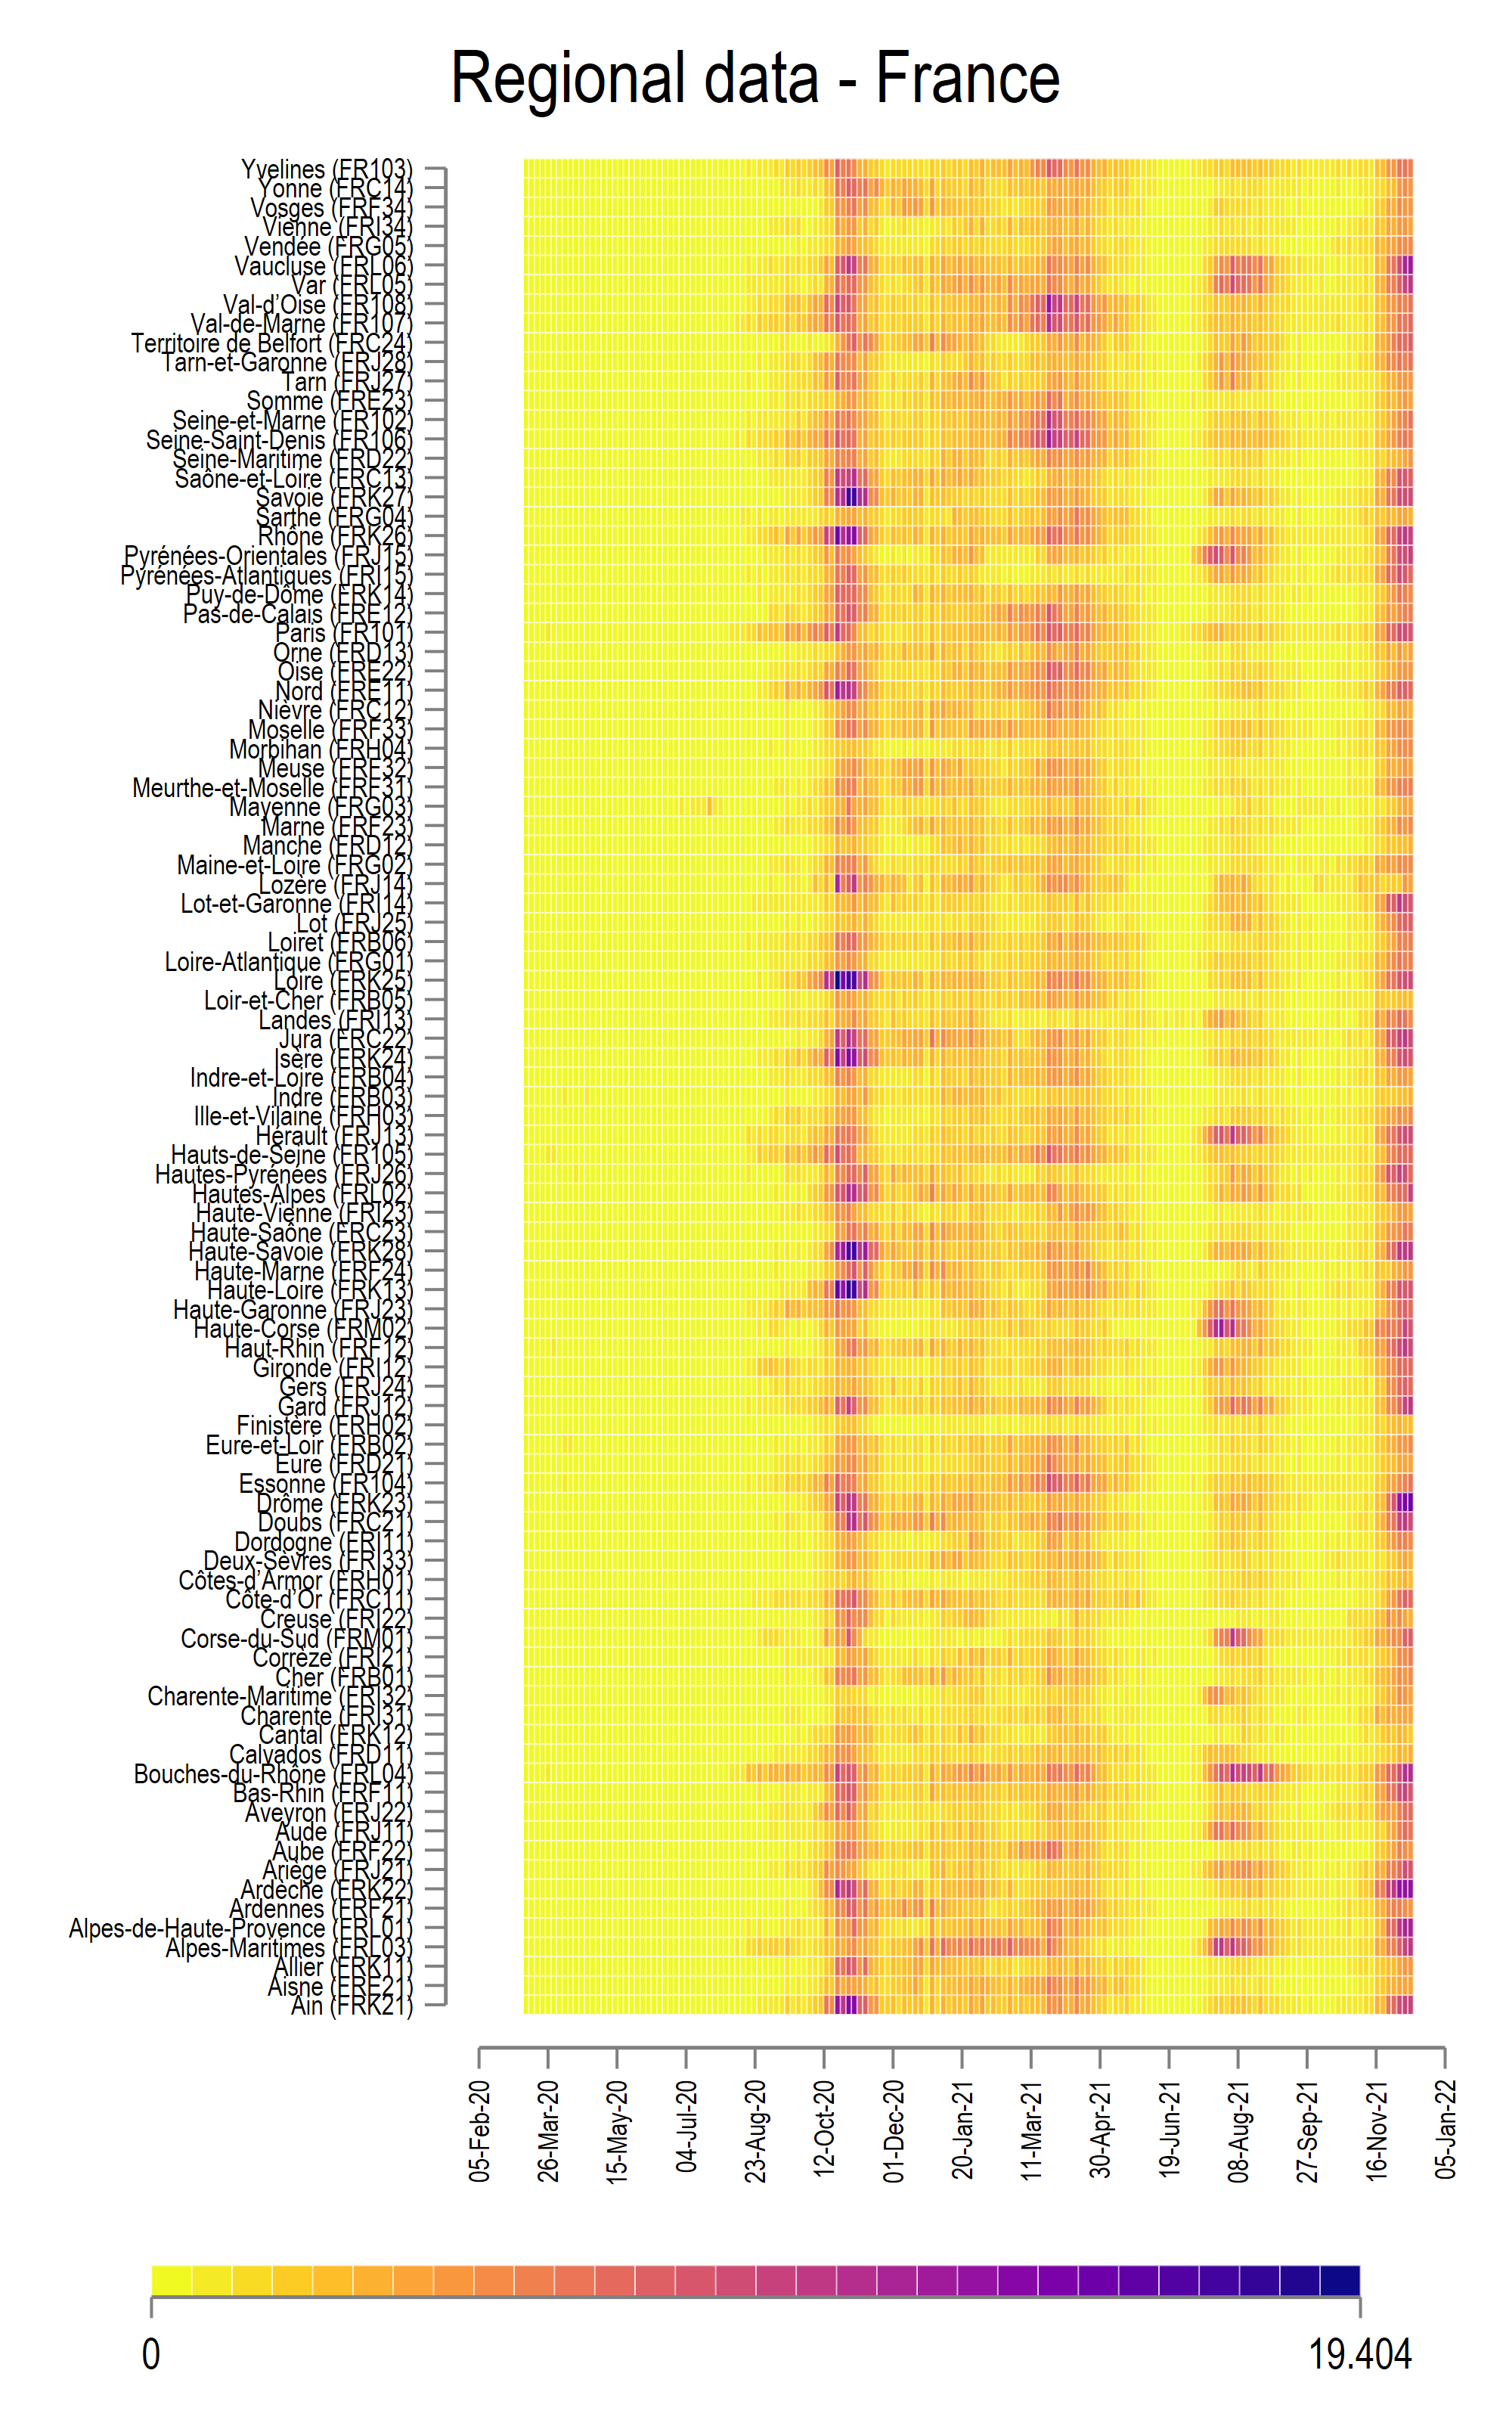 Regional data - France
Yvelines (FR103)
Yonne (FRC14)
Vosges (FRF34)
Vienne (FRI34)
Vendée (FRG05)
Vaucluse (FRL06)
Var (FRL05)
Val-d’Oise (FR108)
Val-de-Marne (FR107)
Territoire de Belfort (FRC24)
Tarn-et-Garonne (FRJ28)
Tarn (FRJ27)
Somme (FRE23)
Seine-et-Marne (FR102)
Seine-Saint-Denis (FR106)
Seine-Maritime (FRD22)
Saône-et-Loire (FRC13)
Savoie (FRK27)
Sarthe (FRG04)
Rhône (FRK26)
Pyrénées-Orientales (FRJ15)
Pyrénées-Atlantiques (FRI15)
Puy-de-Dôme (FRK14)
Pas-de-Calais (FRE12)
Paris (FR101)
Orne (FRD13)
Oise (FRE22)
Nord (FRE11)
Nièvre (FRC12)
Moselle (FRF33)
Morbihan (FRH04)
Meuse (FRF32)
Meurthe-et-Moselle (FRF31)
Mayenne (FRG03)
Marne (FRF23)
Manche (FRD12)
Maine-et-Loire (FRG02)
Lozère (FRJ14)
Lot-et-Garonne (FRI14)
Lot (FRJ25)
Loiret (FRB06)
Loire-Atlantique (FRG01)
Loire (FRK25)
Loir-et-Cher (FRB05)
Landes (FRI13)
Jura (FRC22)
Isère (FRK24)
Indre-et-Loire (FRB04)
Indre (FRB03)
Ille-et-Vilaine (FRH03)
Hérault (FRJ13)
Hauts-de-Seine (FR105)
Hautes-Pyrénées (FRJ26)
Hautes-Alpes (FRL02)
Haute-Vienne (FRI23)
Haute-Saône (FRC23)
Haute-Savoie (FRK28)
Haute-Marne (FRF24)
Haute-Loire (FRK13)
Haute-Garonne (FRJ23)
Haute-Corse (FRM02)
Haut-Rhin (FRF12)
Gironde (FRI12)
Gers (FRJ24)
Gard (FRJ12)
Finistère (FRH02)
Eure-et-Loir (FRB02)
Eure (FRD21)
Essonne (FR104)
Drôme (FRK23)
Doubs (FRC21)
Dordogne (FRI11)
Deux-Sèvres (FRI33)
Côtes-d’Armor (FRH01)
Côte-d’Or (FRC11)
Creuse (FRI22)
Corse-du-Sud (FRM01)
Corrèze (FRI21)
Cher (FRB01)
Charente-Maritime (FRI32)
Charente (FRI31)
Cantal (FRK12)
Calvados (FRD11)
Bouches-du-Rhône (FRL04)
Bas-Rhin (FRF11)
Aveyron (FRJ22)
Aude (FRJ11)
Aube (FRF22)
Ariège (FRJ21)
Ardèche (FRK22)
Ardennes (FRF21)
Alpes-de-Haute-Provence (FRL01)
Alpes-Maritimes (FRL03)
Allier (FRK11)
Aisne (FRE21)
Ain (FRK21)
05-Feb-20
26-Mar-20
15-May-20
04-Jul-20
23-Aug-20
12-Oct-20
01-Dec-20
20-Jan-21
11-Mar-21
30-Apr-21
19-Jun-21
08-Aug-21
27-Sep-21
16-Nov-21
05-Jan-22
0
19.404